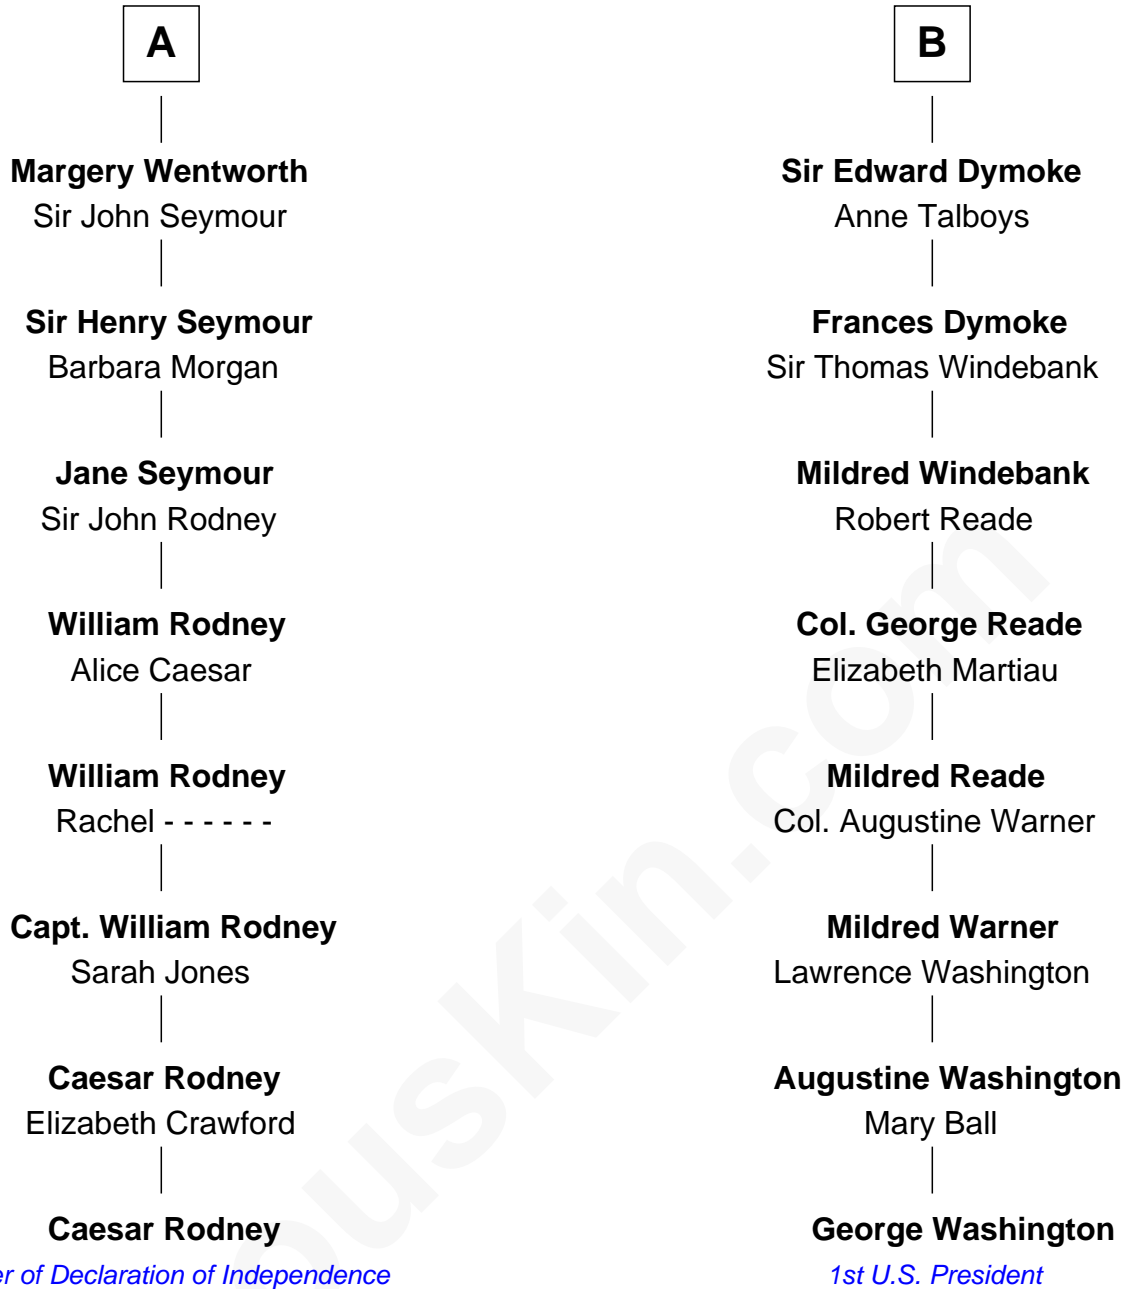 A
Margery Wentworth
Sir John Seymour
Sir Henry Seymour
Barbara Morgan
Jane Seymour
Sir John Rodney
William Rodney
Alice Caesar
William Rodney
Rachel - - - - - -
Capt. William Rodney
Sarah Jones
Caesar Rodney
Elizabeth Crawford
Caesar Rodney
er of Declaration of Independence
B
Sir Edward Dymoke
Anne Talboys
Frances Dymoke
Sir Thomas Windebank
Mildred Windebank
Robert Reade
Col. George Reade
Elizabeth Martiau
Mildred Reade
Col. Augustine Warner
Mildred Warner
Lawrence Washington
Augustine Washington
Mary Ball
George Washington
1st U.S. President
ousKin.com